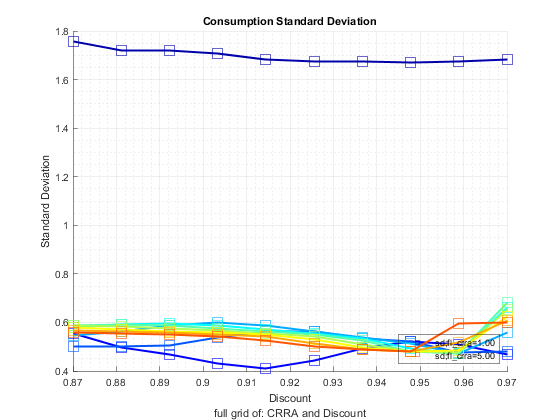 Consumption Standard Deviation
1.8
1.6
1.4
1.2
1
0.8
0.6
0.4
Standard Deviation
sd,fl_crra=1.00
sd,fl_crra=5.00
0.87 0.88 0.89 0.9 0.91 0.92 0.93 0.94 0.95 0.96 0.97
Discount
full grid of: CRRA and Discount